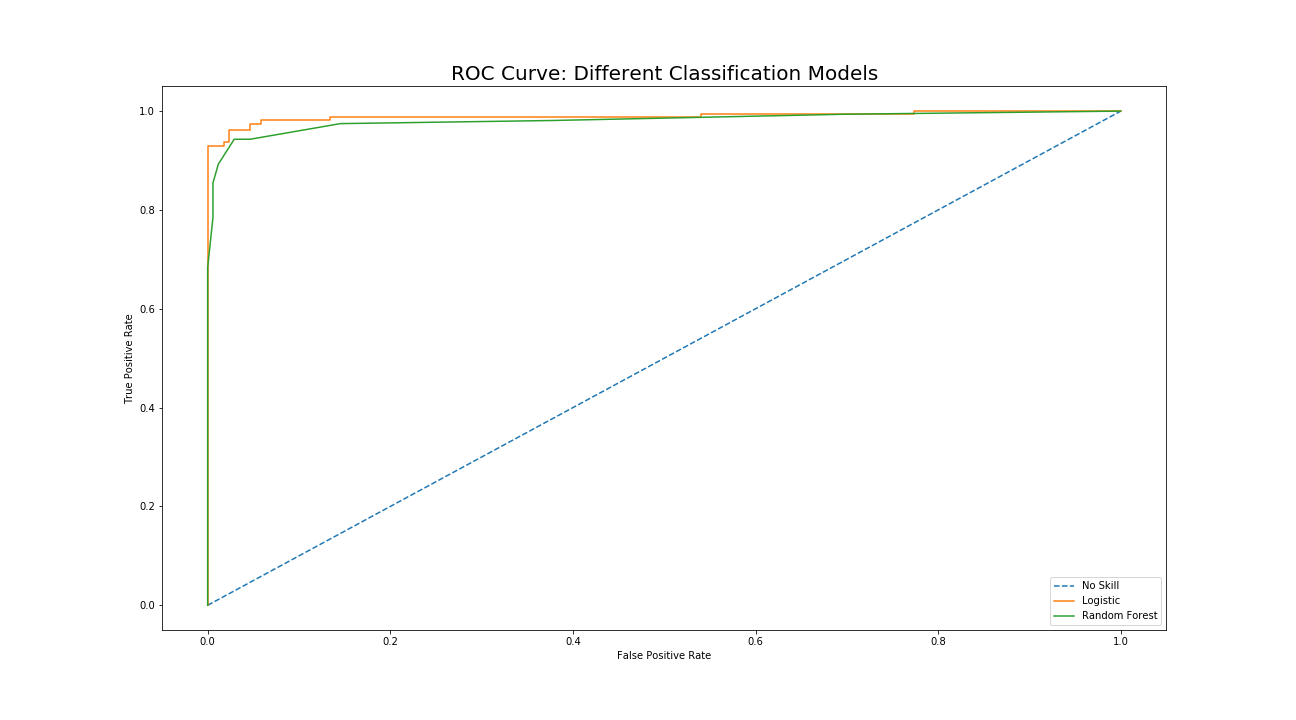 ROC Curve: Different Classification Models
1.0
0.8
0.6
0.4
0.2
0.0
True Positive Rate
0.0 0.2 0.4 0.6 0.8 1.0
False Positive Rate
No Skill
Logistic
Random Forest